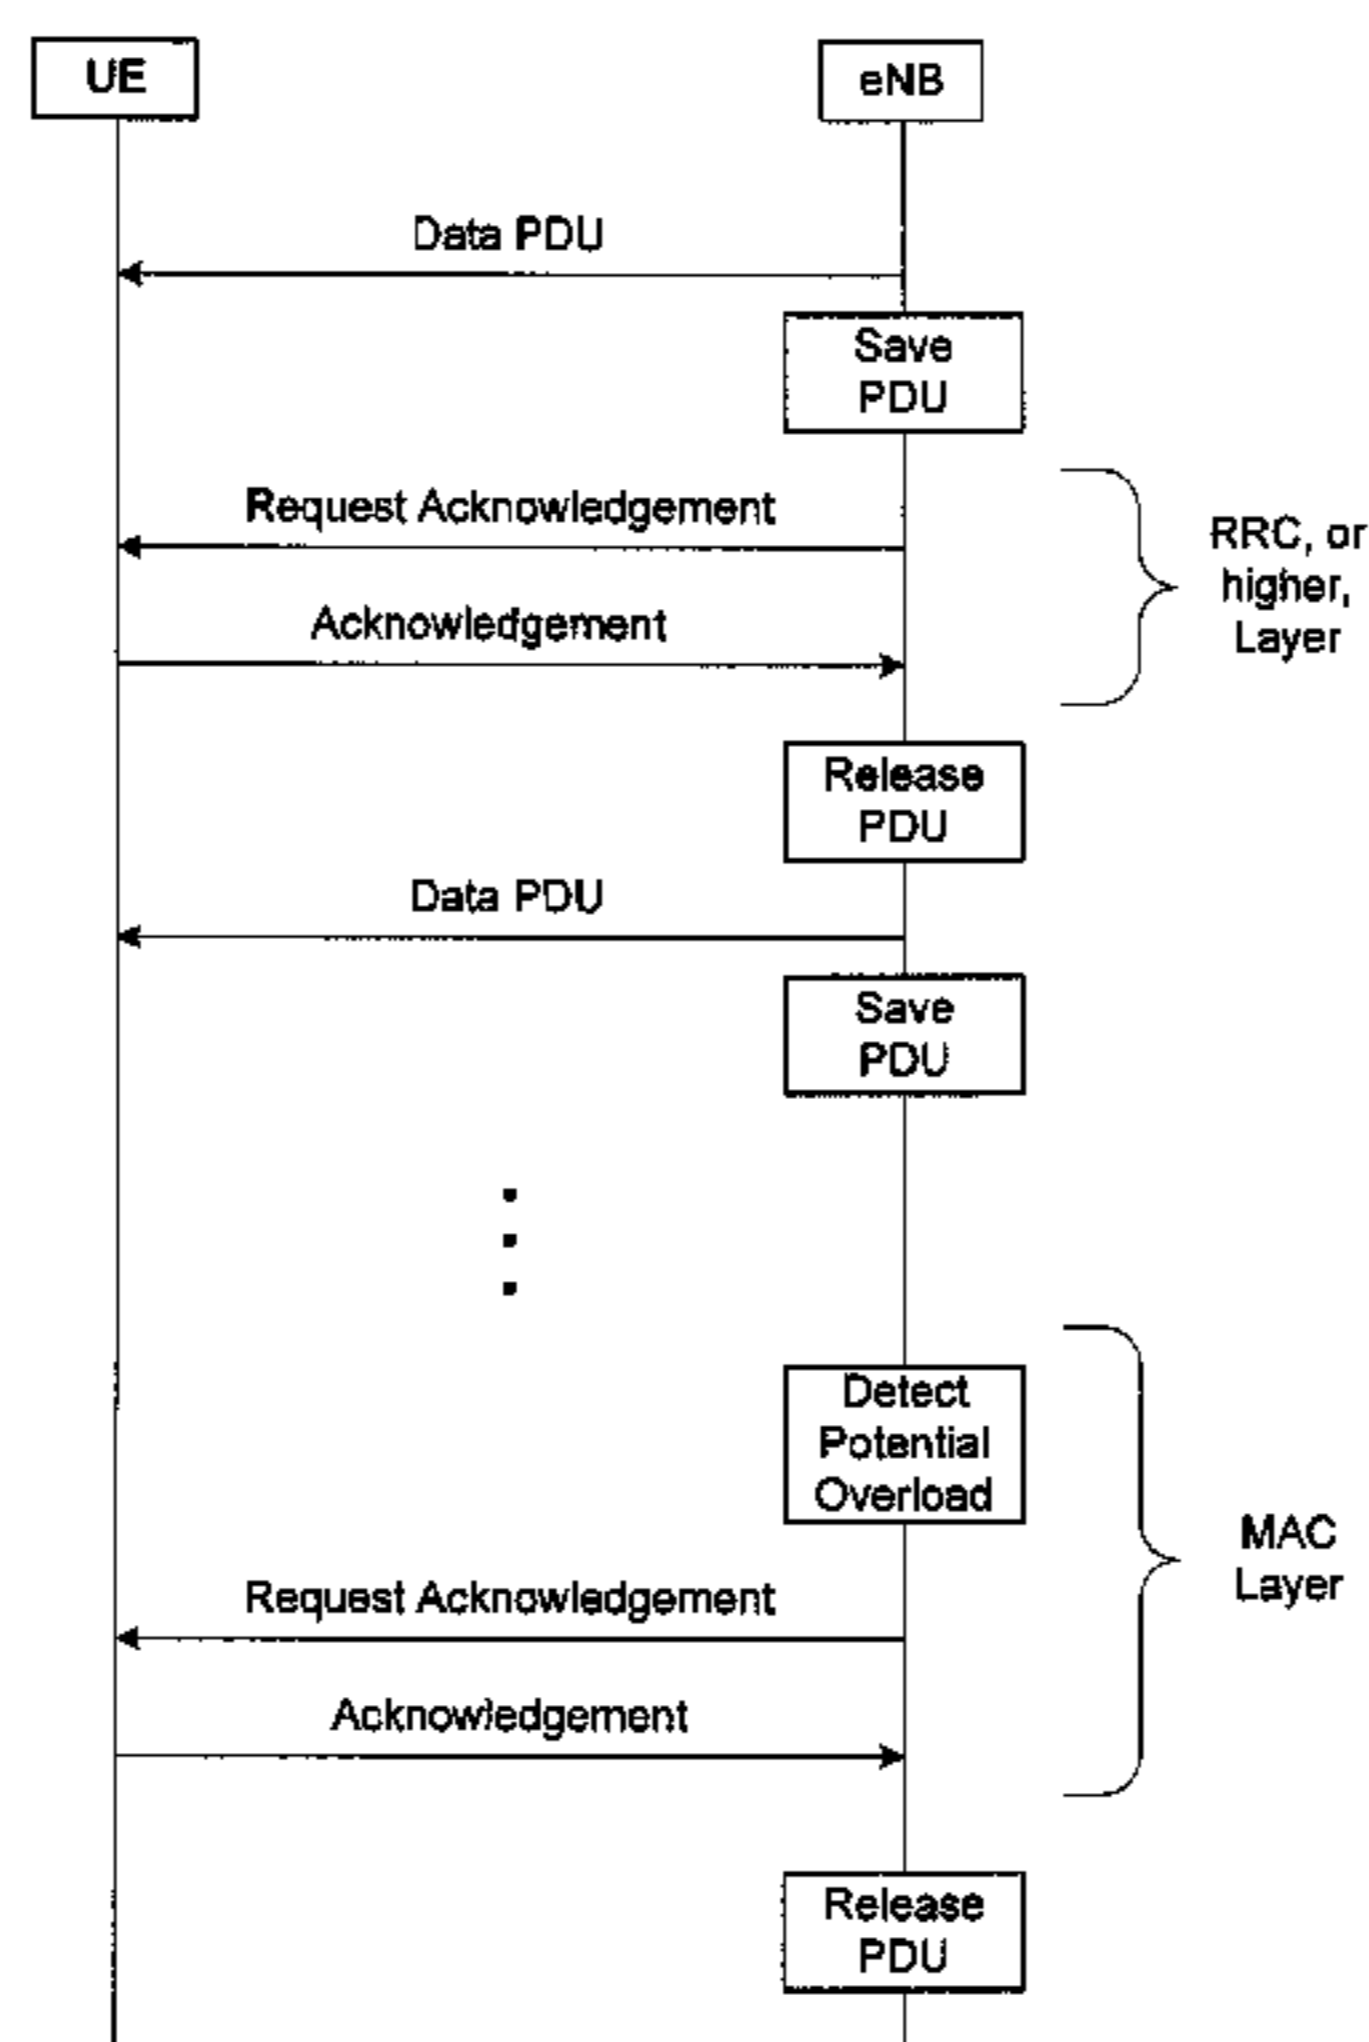 UE
eNB
Data PDU
Save
PDU
Request Acknowledgement
RRC, or
higher,
Layer
Acknowledgement
Release
PDU
Data PDU
Save
PDU
Detect
Potential
Overload
MAC
Layer
Request Acknowledgement
Acknowledgement
Release
PDU